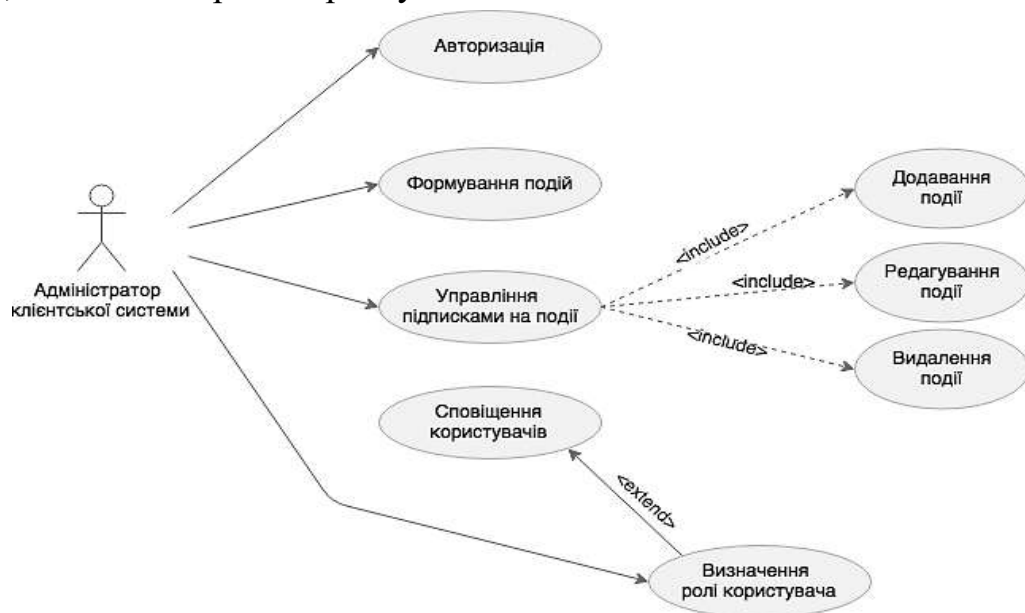 Авторизація
Формування подій
Додавання
події
<include>
<include>
Редагування
події
Адміністратор
клієнтської системи
Управління
підписками на події
<include>
Видалення
події
Сповіщення
користувачів
<extend>
Визначення
ролі користувача